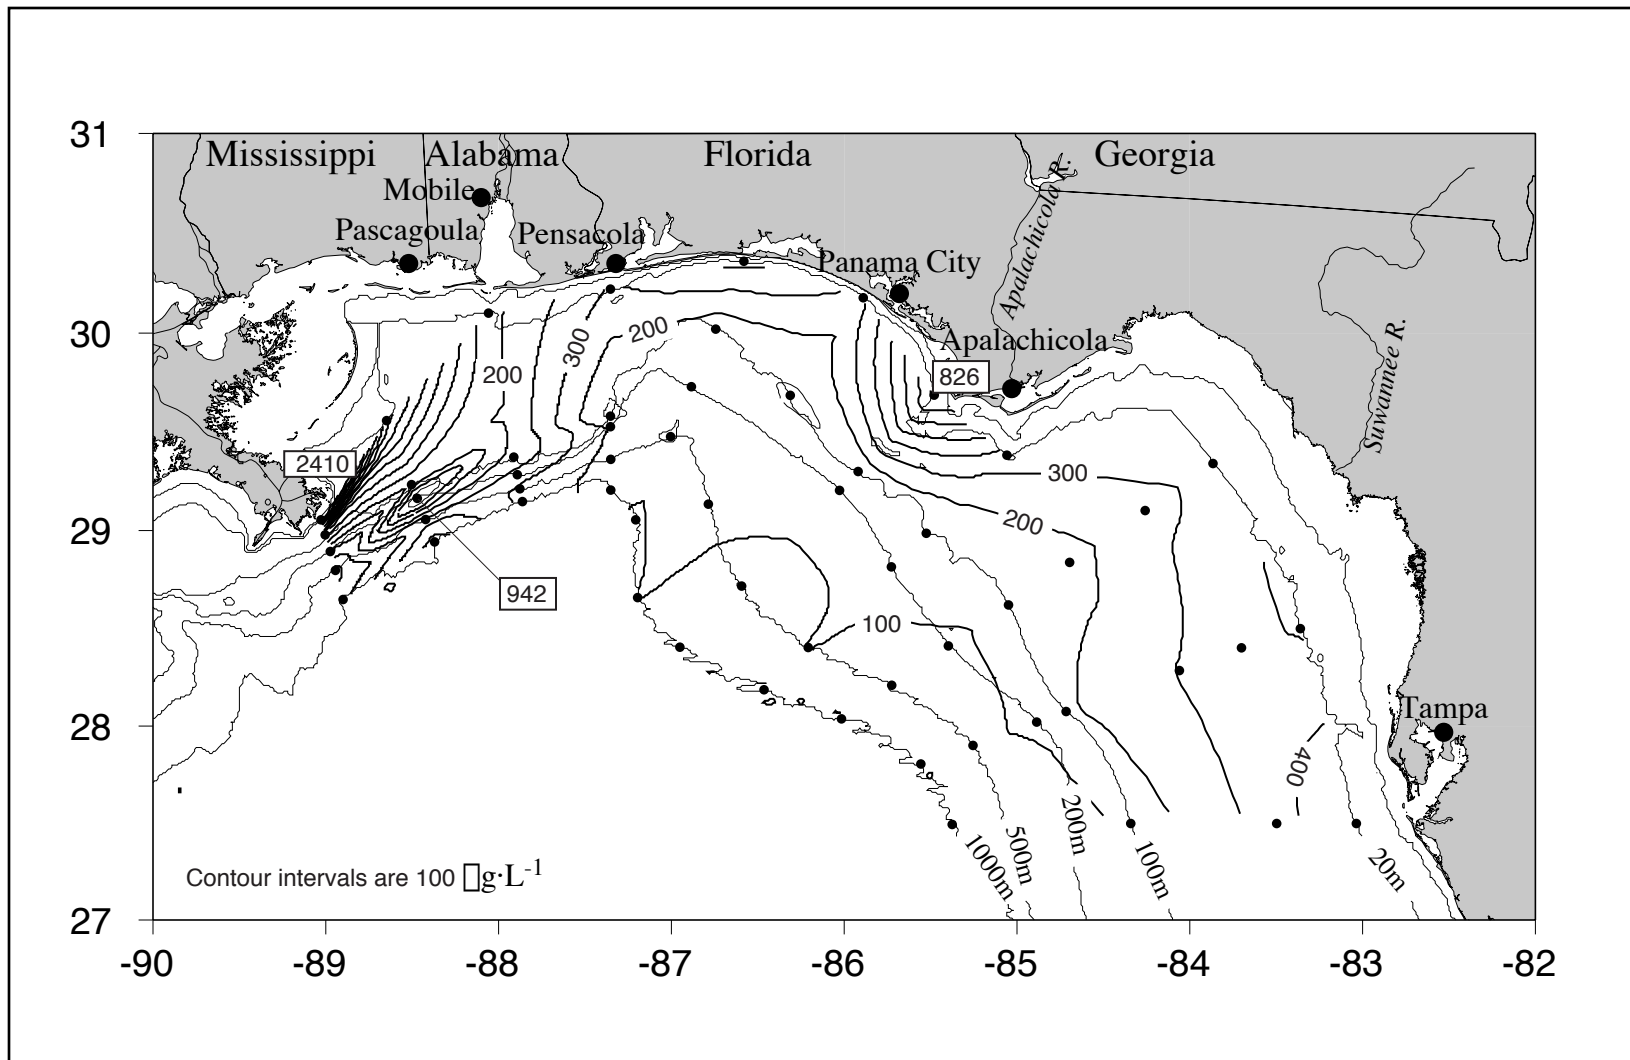 31
Mississippi Alabama Florida Georgia
Mobile
Apalachicola R.
Pascagoula Pensacola
Panama City
30
200
300
200
Apalachicola
826
Suwannee R.
2410
300
200
29
942
100
28
Tampa
400
200m
500m
1000m
100m
20m
Contour intervals are 100 □g·L-1
27
-90 -89 -88 -87 -86 -85 -84 -83 -82